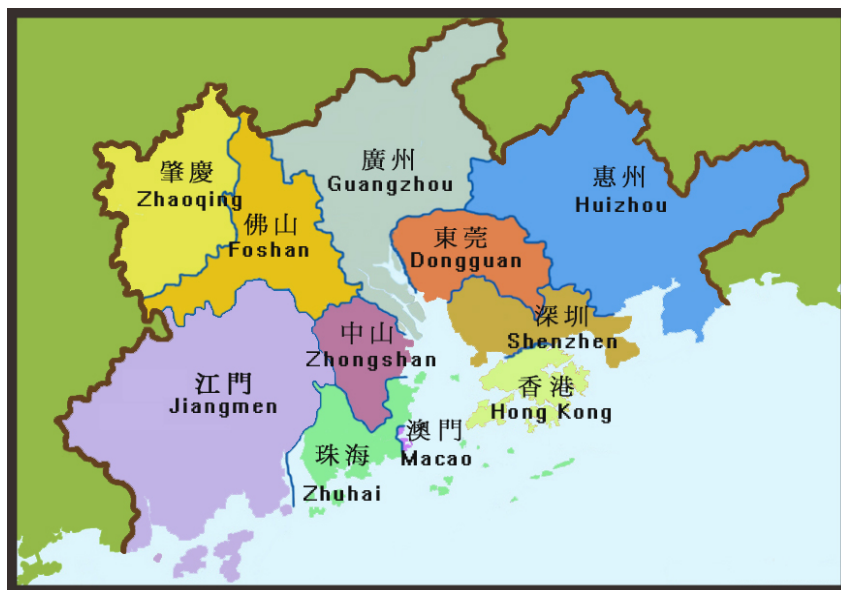 廣州
Guangzhou
肇慶
Zhaoqing
惠州
Huizhou
佛山
Foshan
東莞
Dongguan
深圳
Shenzhen
中山
Zhongshan
江門
Jiangmen
香港
Hong Kong
澳門
Macao
珠海
Zhuhai